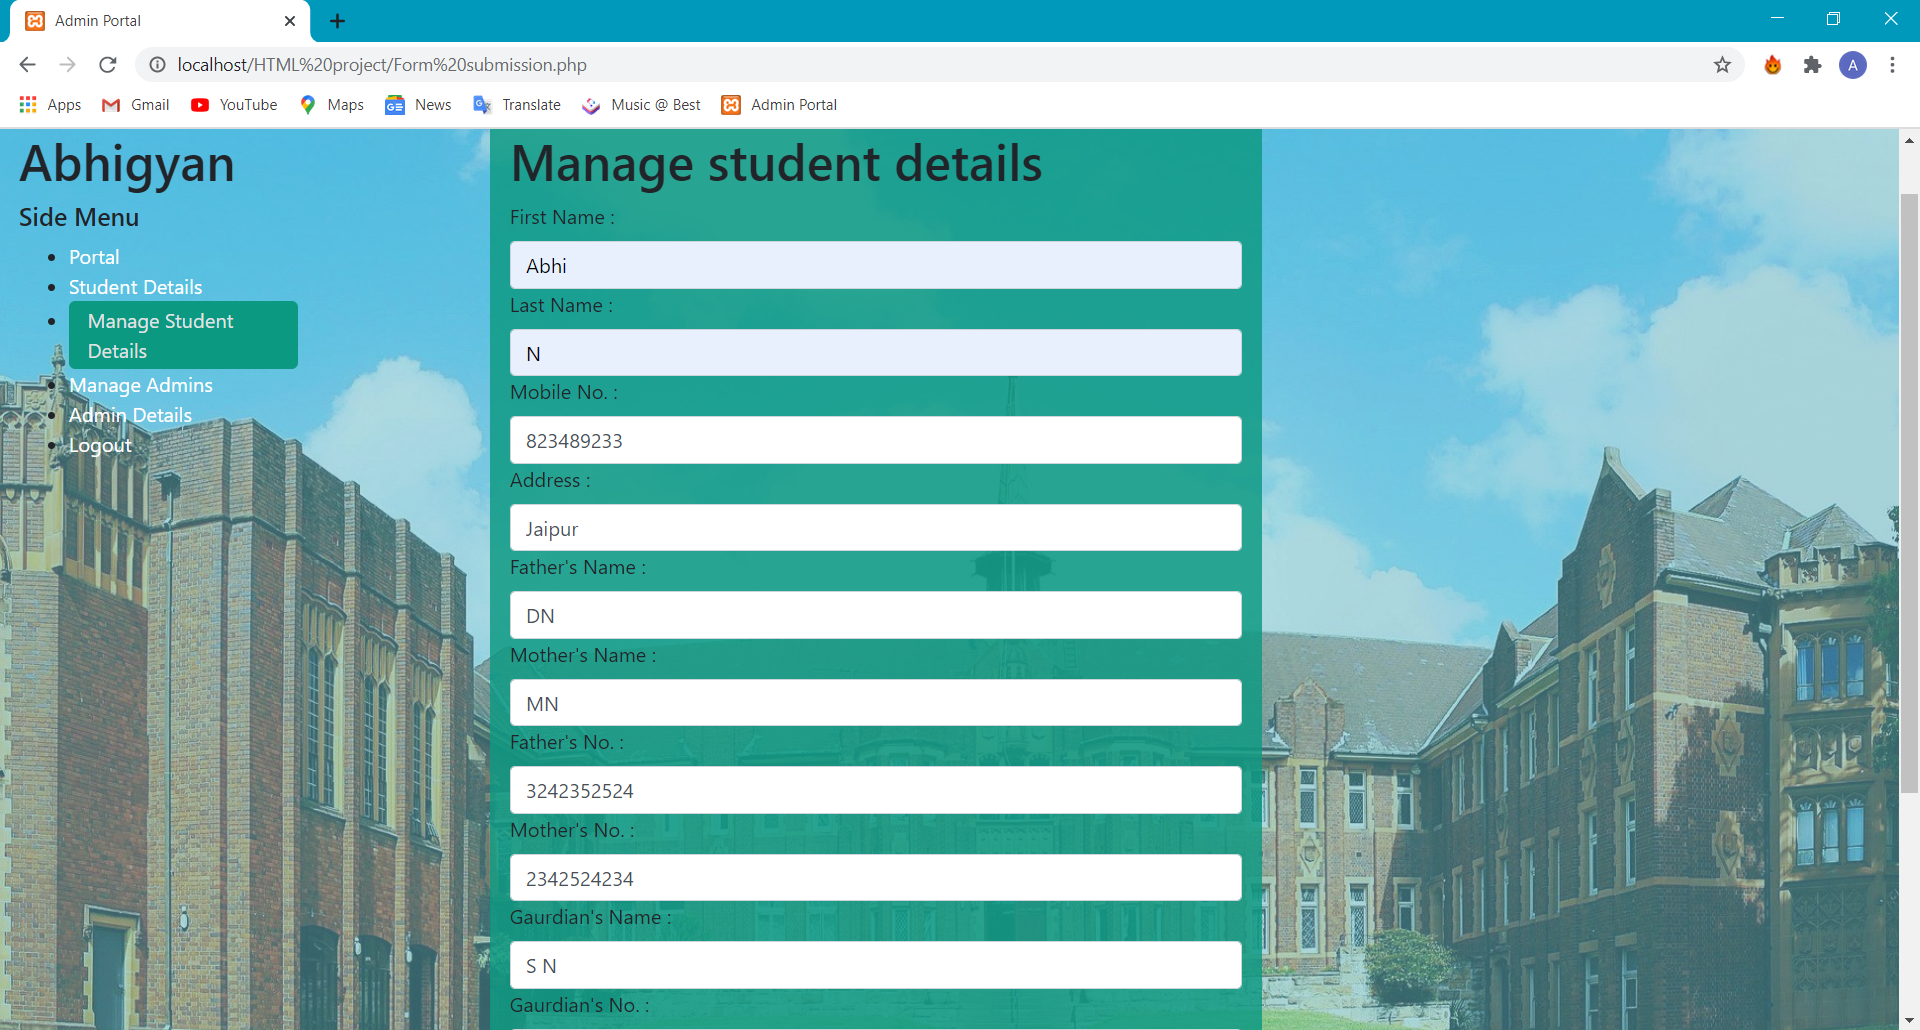 Admin Portal
localhost/HTML%20project/Form%20submission.php
A
Apps
Gmail
YouTube
Maps
News
Translate
Music @ Best
Admin Portal
Abhigyan
Side Menu
Portal
Student Details
Manage Student
Details
Manage Admins
Admin Details
Logout
Manage student details
First Name :
Abhi
Last Name :
N
Mobile No. :
823489233
Address :
Jaipur
Father's Name :
DN
Mother's Name :
MN
Father's No. :
3242352524
Mother's No. :
2342524234
Gaurdian's Name :
S N
Gaurdian's No. :